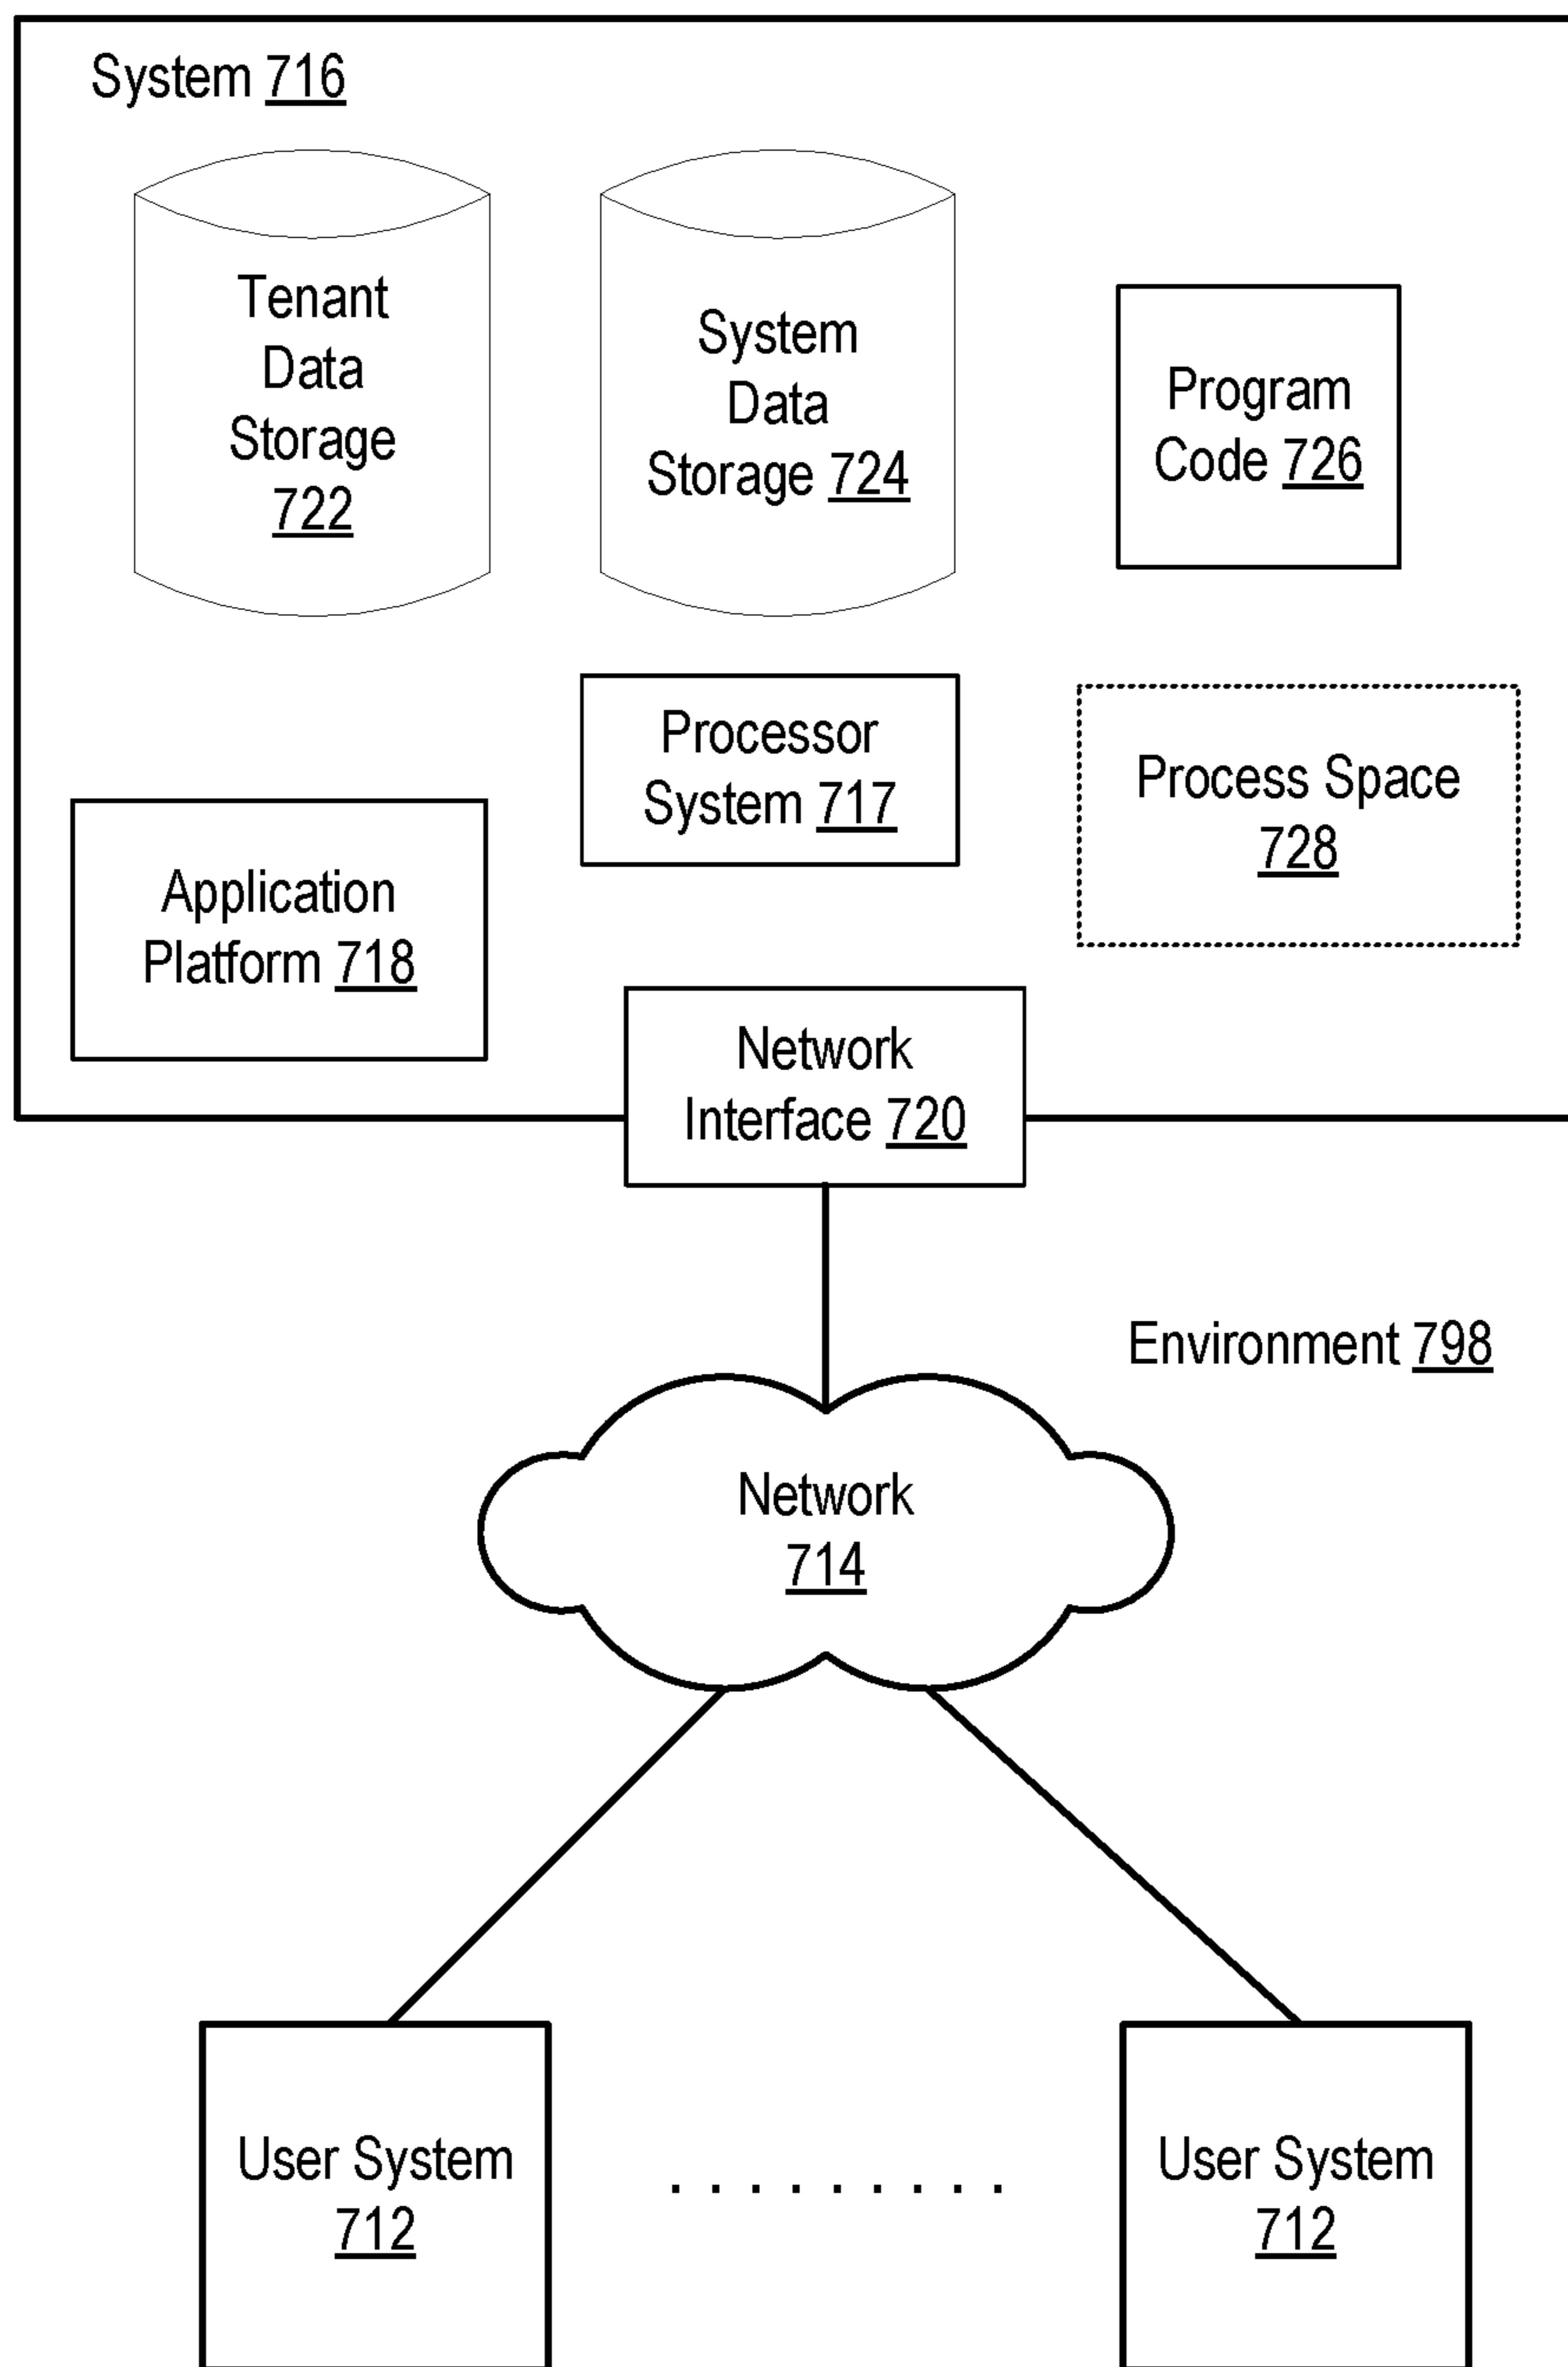 System 716
Tenant
Data
Storage
722
System
Data
Storage 724
Program
Code 726
Processor
System 717
Process Space
728
Application
Platform 718
Network
Interface 720
Environment 798
Network
714
User System
712
. . . . . . . . .
User System
712